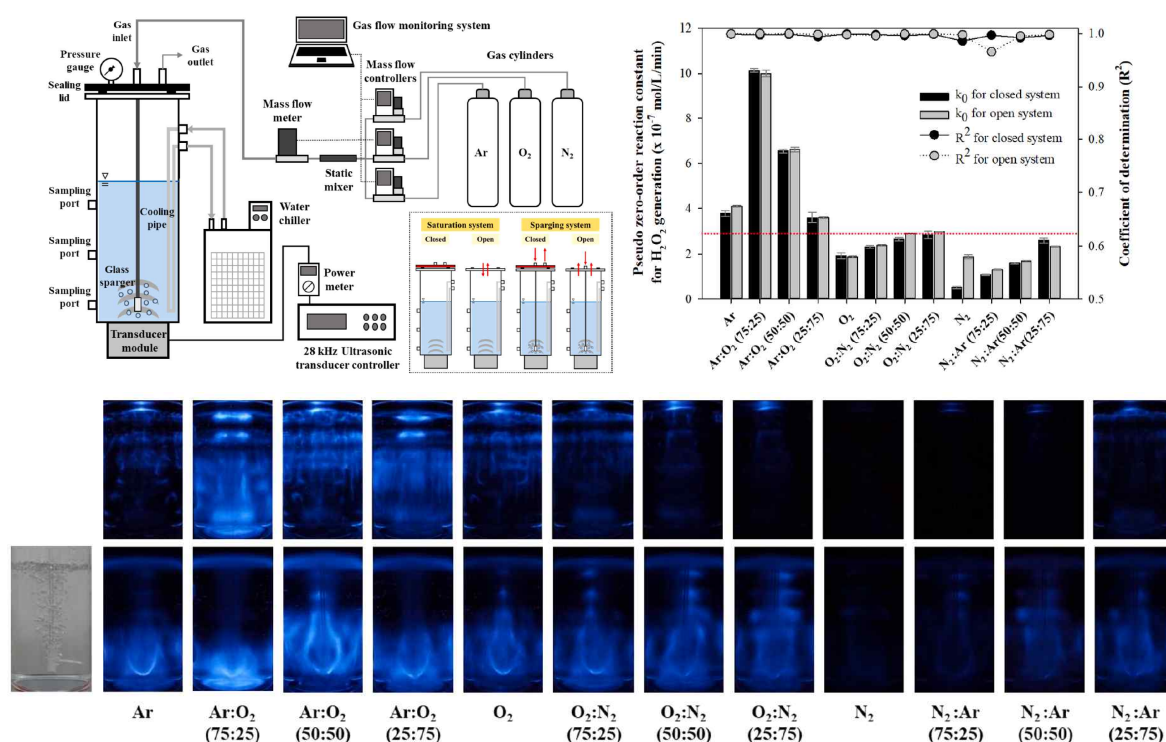 Gas
inlet
Gas
outlet
Pressure
gauge
Sealing
lid
Sampling
port
Sampling
port
Sampling
port
Cooling
pipe
Glass
sparger
Transducer
module
Gas flow monitoring system
Mass flow
controllers
Gas cylinders
Mass flow
meter
Static
mixer
Ar
O₂
N₂
Water
chiller
Power
meter
28 kHz Ultrasonic
transducer controller
Saturation system
Sparging system
Closed
Open
Closed
Open
Pseudo zero-order reaction constant
for H₂O₂ generation (x 10⁻⁷ mol/L/min)
12
10
8
6
4
2
0
k₀ for closed system
k₀ for open system
R² for closed system
R² for open system
1.0
0.9
0.8
0.7
0.6
0.5
Coefficient of determination (R²)
Ar
Ar:O₂ (75:25)
Ar:O₂ (50:50)
Ar:O₂ (25:75)
O₂
O₂:N₂ (75:25)
O₂:N₂ (50:50)
O₂:N₂ (25:75)
N₂
N₂:Ar (75:25)
N₂:Ar(50:50)
N₂:Ar(25:75)
Ar
Ar:O₂
(75:25)
Ar:O₂
(50:50)
Ar:O₂
(25:75)
O₂
O₂:N₂
(75:25)
O₂:N₂
(50:50)
O₂:N₂
(25:75)
N₂
N₂:Ar
(75:25)
N₂:Ar
(50:50)
N₂:Ar
(25:75)